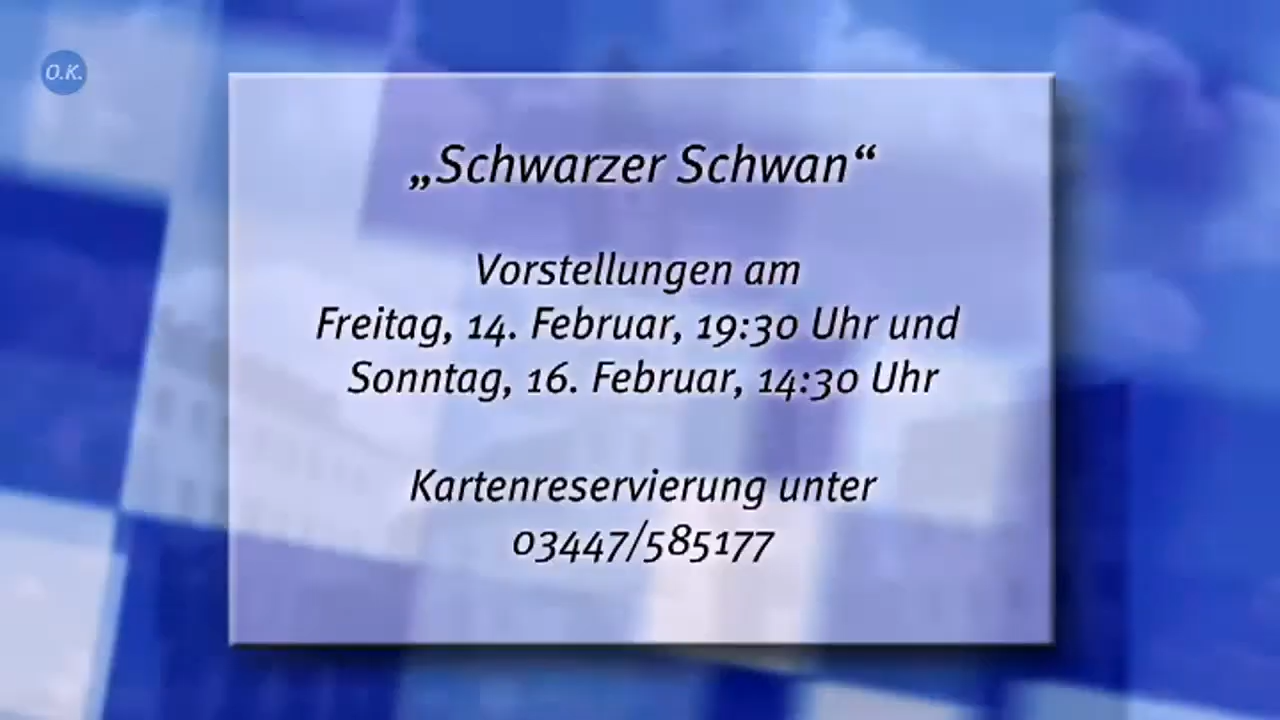 O.K.
„Schwarzer Schwan“
Vorstellungen am
Freitag, 14. Februar, 19:30 Uhr und
Sonntag, 16. Februar, 14:30 Uhr
Kartenreservierung unter
03447/585177